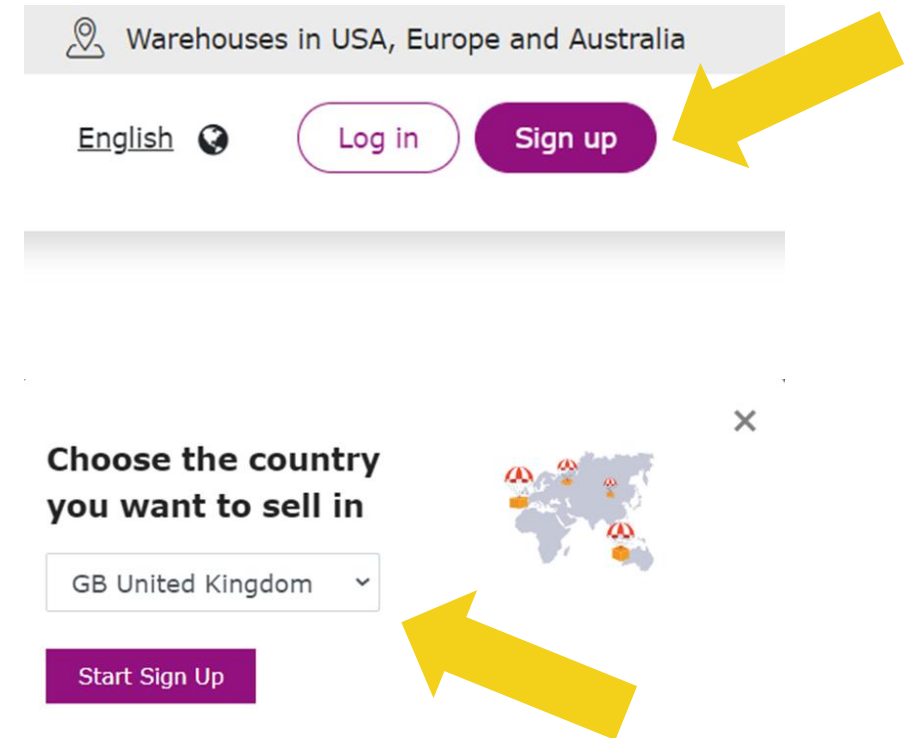 Warehouses in USA, Europe and Australia
English
Log in
Sign up
Choose the country
you want to sell in
GB United Kingdom
Start Sign Up